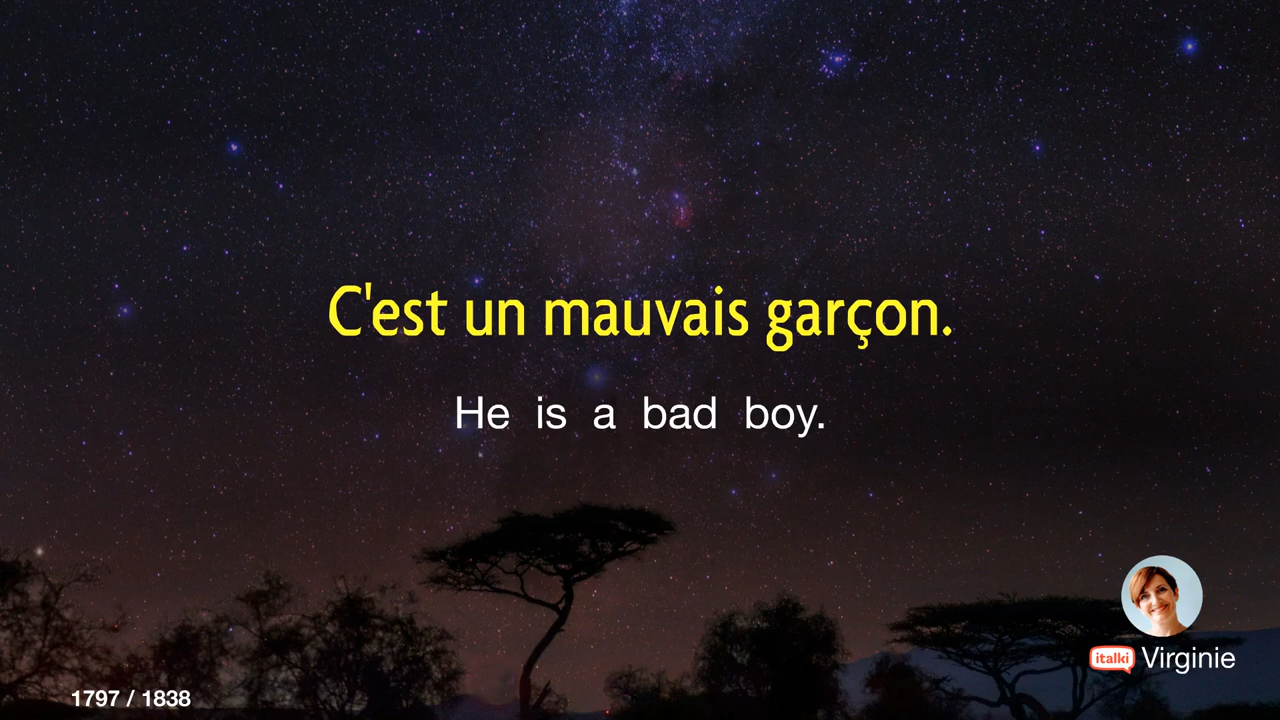 C'est un mauvais garçon.
He is a bad boy.
italki Virginie
1797 / 1838